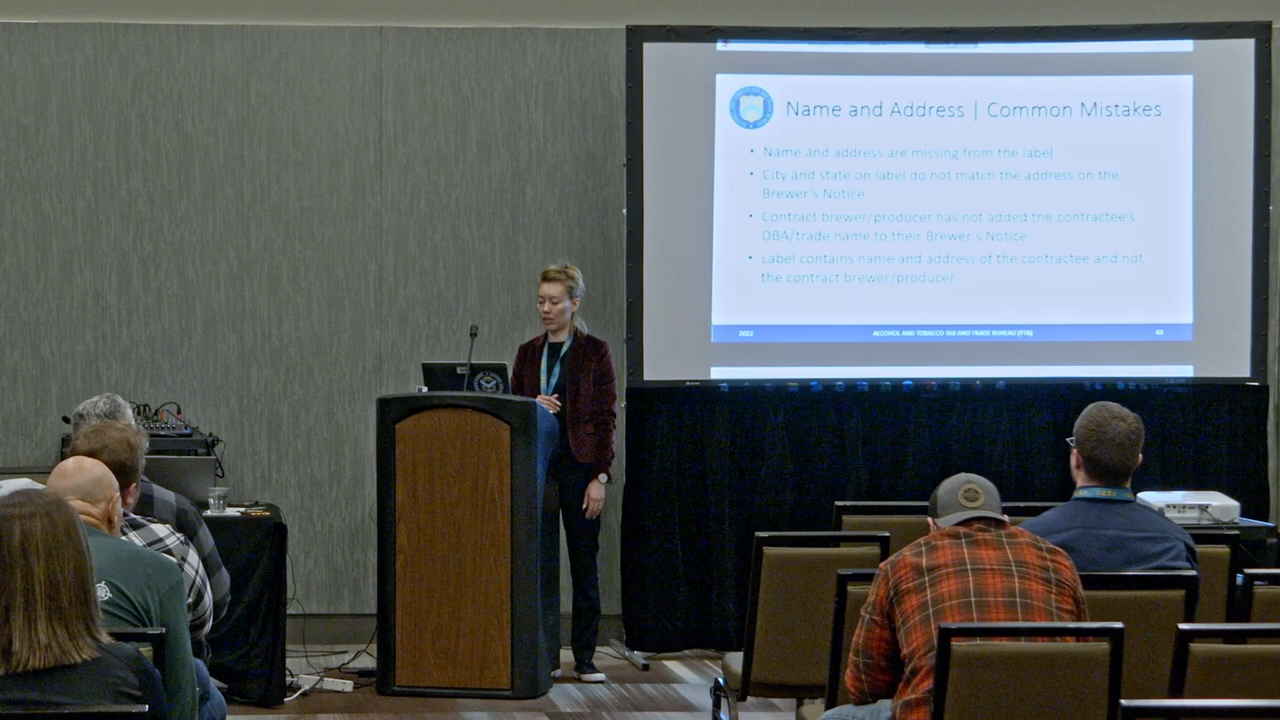 Name and Address | Common Mistakes
• Name and address are missing from the label
• City and state on label do not match the address on the
Brewer's Notice
• Contract brewer/producer has not added the contractee's
DBA/trade name to their Brewer's Notice
• Label contains name and address of the contractee and not
the contract brewer/producer
2022 ALCOHOL AND TOBACCO TAX AND TRADE BUREAU (TTB)